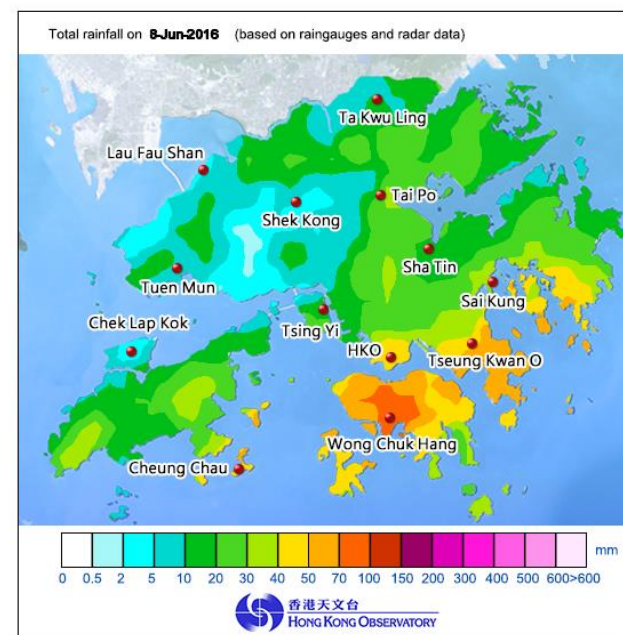 Total rainfall on 8-Jun-2016 (based on raingauges and radar data)
Ta Kwu Ling
Lau Fau Shan
Shek Kong
Tai Po
Sha Tin
Tuen Mun
Sai Kung
Chek Lap Kok
Tsing Yi
HKO
Tseung Kwan O
Wong Chuk Hang
Cheung Chau
mm
0 0.5 2 5 10 20 30 40 50 70 100 150 200 300 400 500 600>600
香港天文台
HONG KONG OBSERVATORY